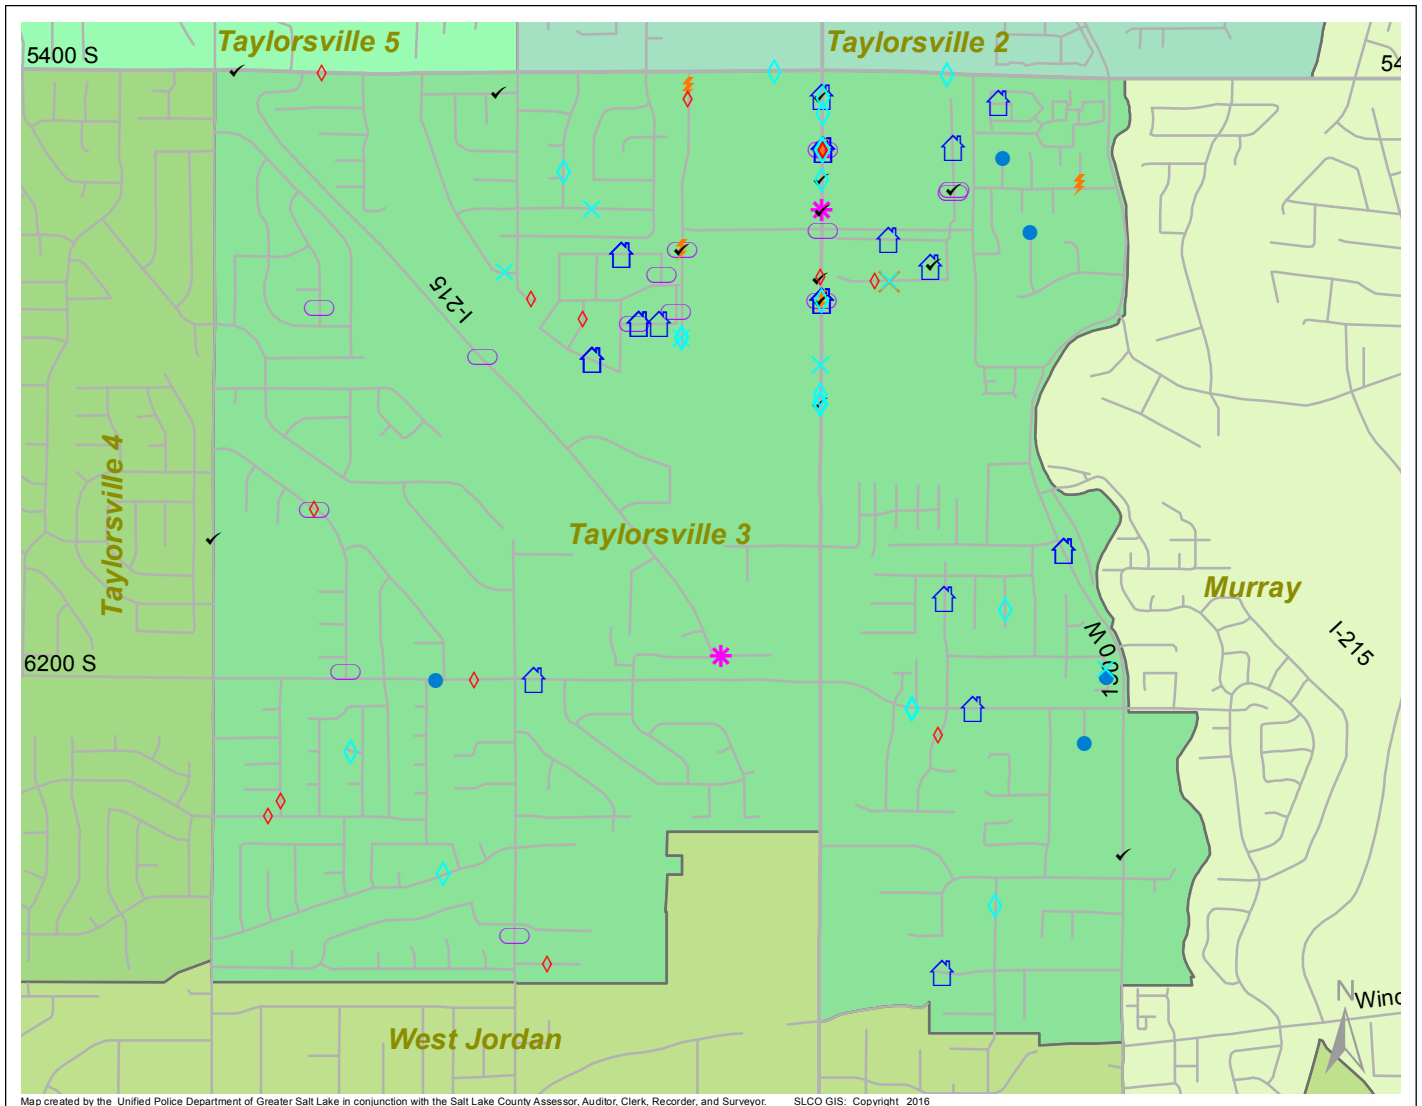 Taylorsville 5
Taylorsville 2
5400 S
54
I-215
Taylorsville 4
Taylorsville 3
Murray
I-215
6200 S
West Jordan
N
Map created by the Unified Police Department of Greater Salt Lake in conjunction with the Salt Lake County Assessor, Auditor, Clerk, Recorder, and Surveyor. SLCO GIS: Copyright 2016